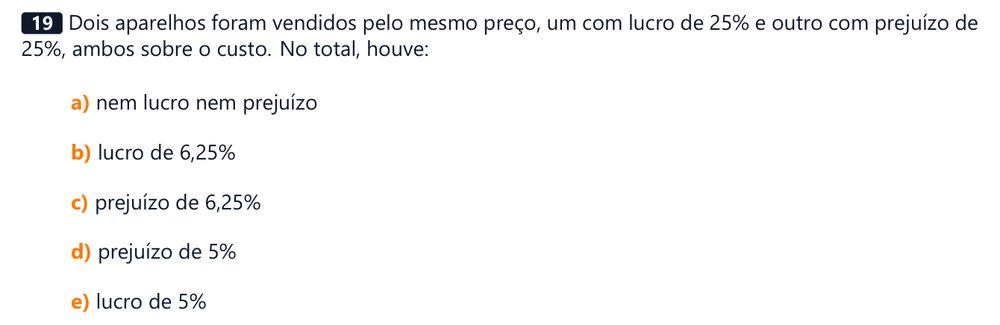 19 Dois aparelhos foram vendidos pelo mesmo preço, um com lucro de 25% e outro com prejuízo de
25%, ambos sobre o custo. No total, houve:
a) nem lucro nem prejuízo
b) lucro de 6,25%
c) prejuízo de 6,25%
d) prejuízo de 5%
e) lucro de 5%